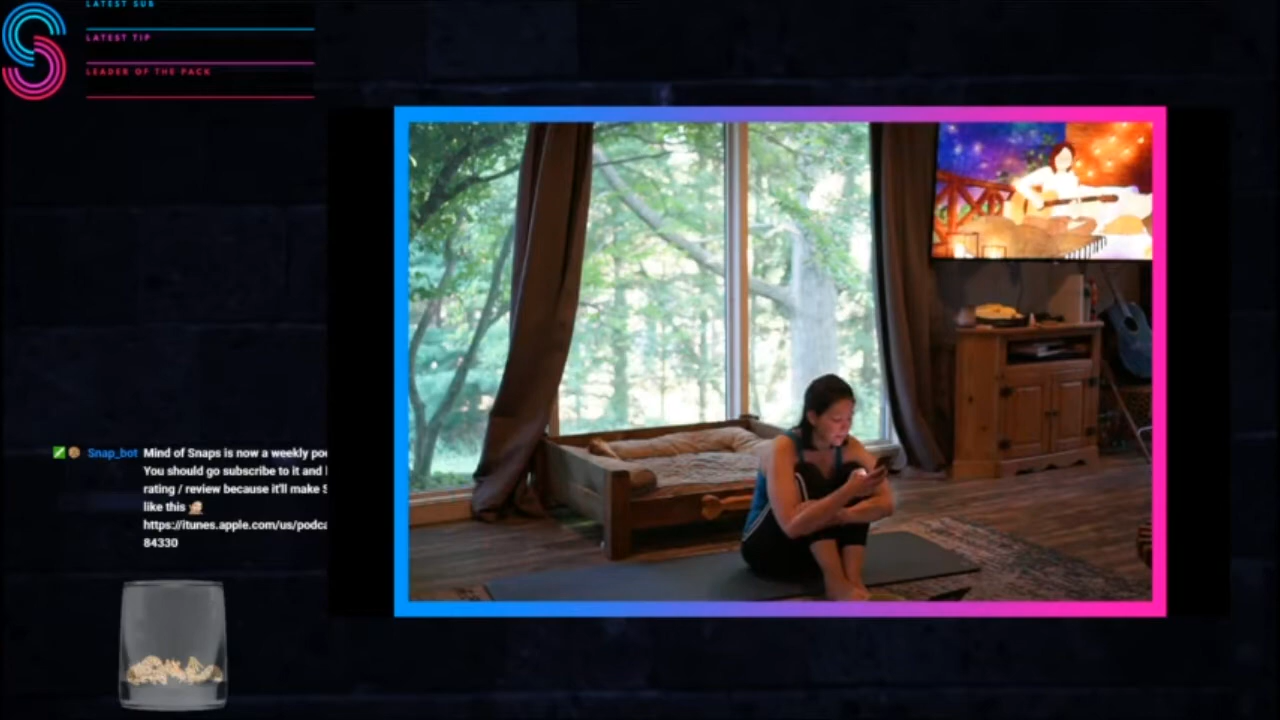 LATEST SUB
LATEST TIP
LEADER OF THE PACK
Snap_bot Mind of Snaps is now a weekly
You should go subscribe to it and
rating / review because it'll make
like this
https://itunes.apple.com/us/podca
84330